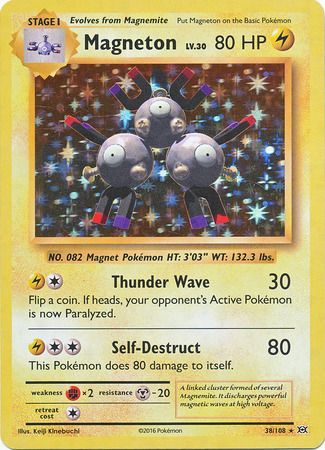 STAGE 1 Evolves from Magnemite Put Magneton on the Basic Pokémon
Magneton LV.30 80 HP
NO. 082 Magnet Pokémon HT: 3'03" WT: 132.3 lbs.
Thunder Wave 30
Flip a coin. If heads, your opponent's Active Pokémon
is now Paralyzed.
Self-Destruct 80
This Pokémon does 80 damage to itself.
weakness ×2 resistance -20
retreat
cost
A linked cluster formed of several
Magnemite. It discharges powerful
magnetic waves at high voltage.
Illus. Keiji Kinebuchi ©2016 Pokémon 38/108 ★